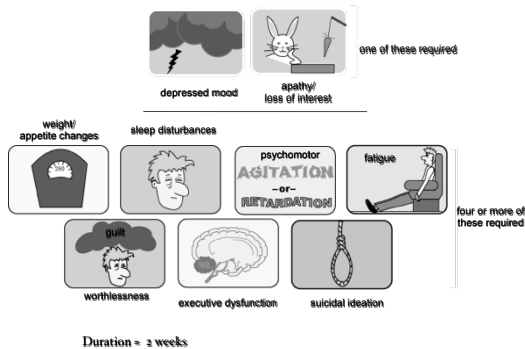 one of these required
depressed mood
apathy/
loss of interest
weight/
appetite changes
sleep disturbances
psychomotor
AGITATION
–or–
RETARDATION
fatigue
250
four or more of
these required
guilt
worthlessness
executive dysfunction
suicidal ideation
Duration = 2 weeks